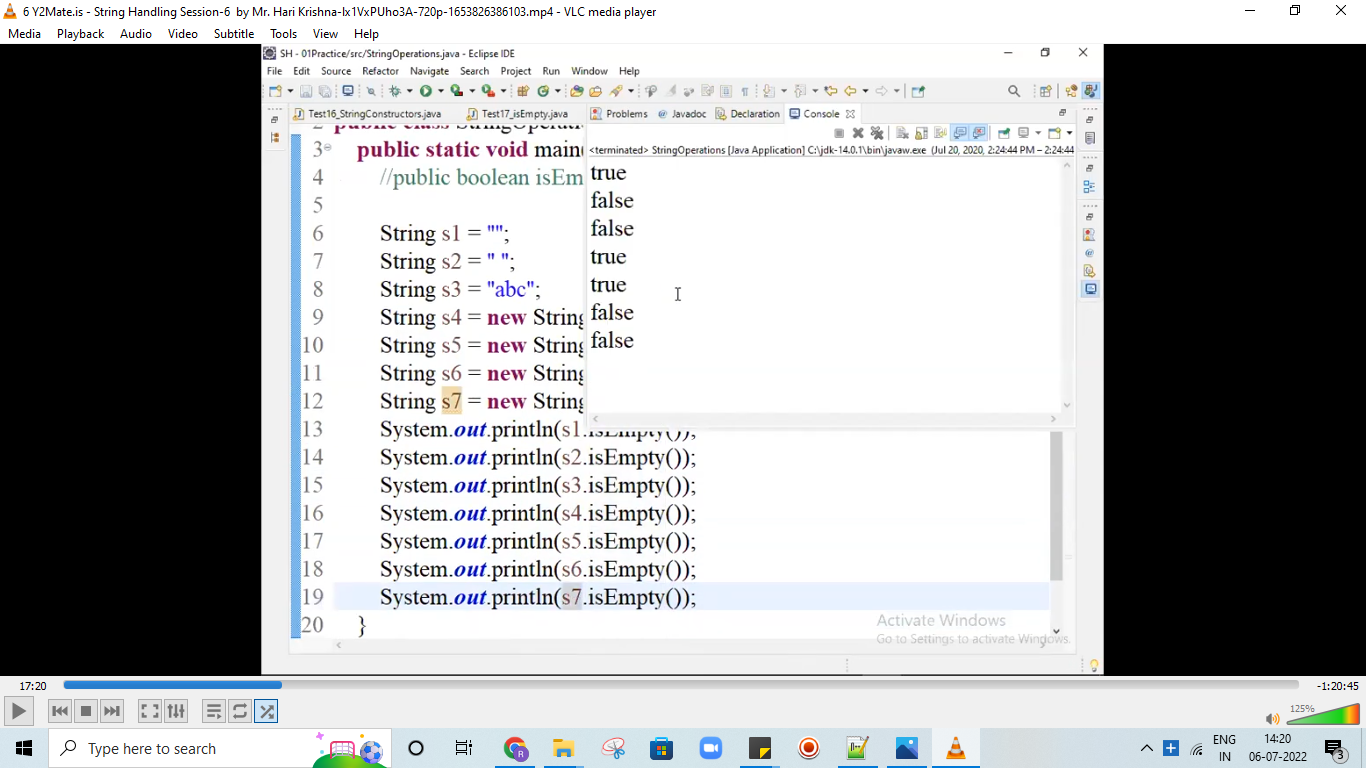 6 Y2Mate.is - String Handling Session-6 by Mr. Hari Krishna-Ix1VxPUho3A-720p-1653826386103.mp4 - VLC media player
Media Playback Audio Video Subtitle Tools View Help
SH - 01Practice/src/StringOperations.java - Eclipse IDE
File Edit Source Refactor Navigate Search Project Run Window Help
Test16_StringConstructors.java Test17_isEmpty.java Problems @ Javadoc Declaration Console
<terminated> StringOperations [Java Application] C:\jdk-14.0.1\bin\javaw.exe (Jul 20, 2020, 2:24:44 PM – 2:24:44
true
false
false
true
true
false
false
2 public class StringOperation
3 public static void main(
4 //public boolean isEm
5
6 String s1 = "";
7 String s2 = " ";
8 String s3 = "abc";
9 String s4 = new String
10 String s5 = new String
11 String s6 = new String
12 String s7 = new String
13 System.out.println(s1.isEmpty());
14 System.out.println(s2.isEmpty());
15 System.out.println(s3.isEmpty());
16 System.out.println(s4.isEmpty());
17 System.out.println(s5.isEmpty());
18 System.out.println(s6.isEmpty());
19 System.out.println(s7.isEmpty());
20 }
Activate Windows
Go to Settings to activate Windows.
17:20 -1:20:45
125%
Type here to search
R
ENG
IN
14:20
06-07-2022
3